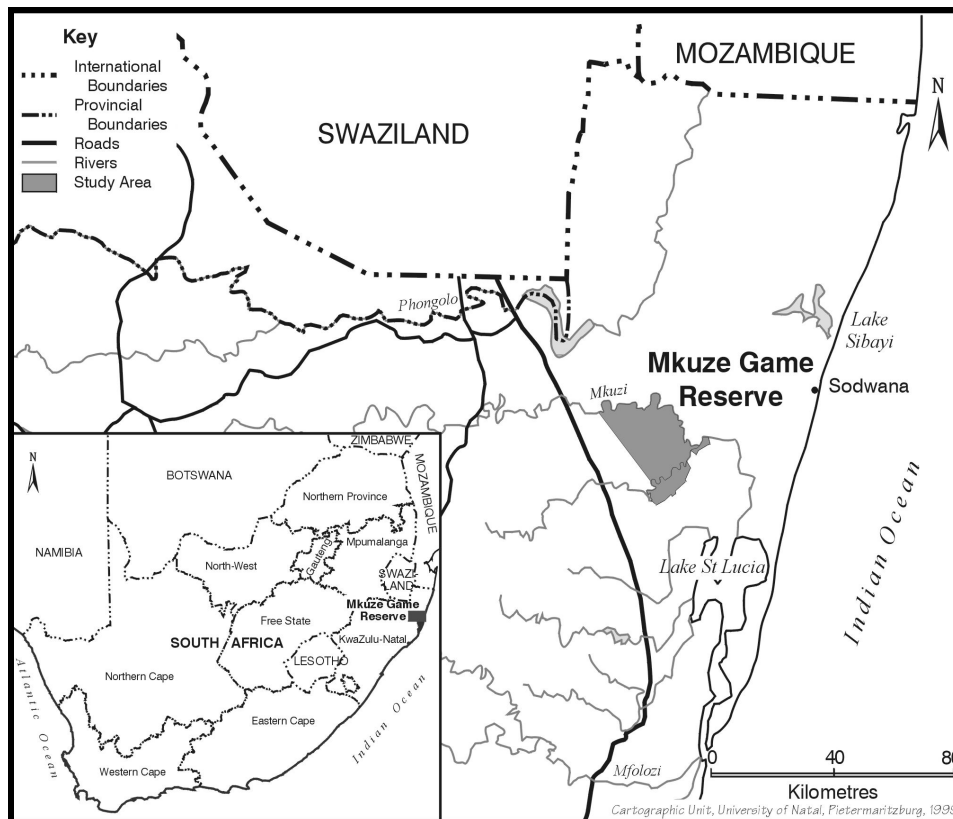 Key
International
Boundaries
Provincial
Boundaries
Roads
Rivers
Study Area
MOZAMBIQUE
N
SWAZILAND
Phongolo
Lake
Sibayi
Mkuze Game
Reserve
Sodwana
Mkuzi
Indian Ocean
Lake St Lucia
Mfolozi
0
40
80
Kilometres
Cartographic Unit, University of Natal, Pietermaritzburg, 1999
N
ZIMBABWE
BOTSWANA
MOZAMBIQUE
Northern Province
NAMIBIA
North-West
Gauteng
Mpumalanga
SWAZI-
LAND
Mkuze Game
Reserve
Free State
SOUTH AFRICA
KwaZulu-Natal
LESOTHO
Northern Cape
Eastern Cape
Western Cape
Atlantic Ocean
Indian Ocean